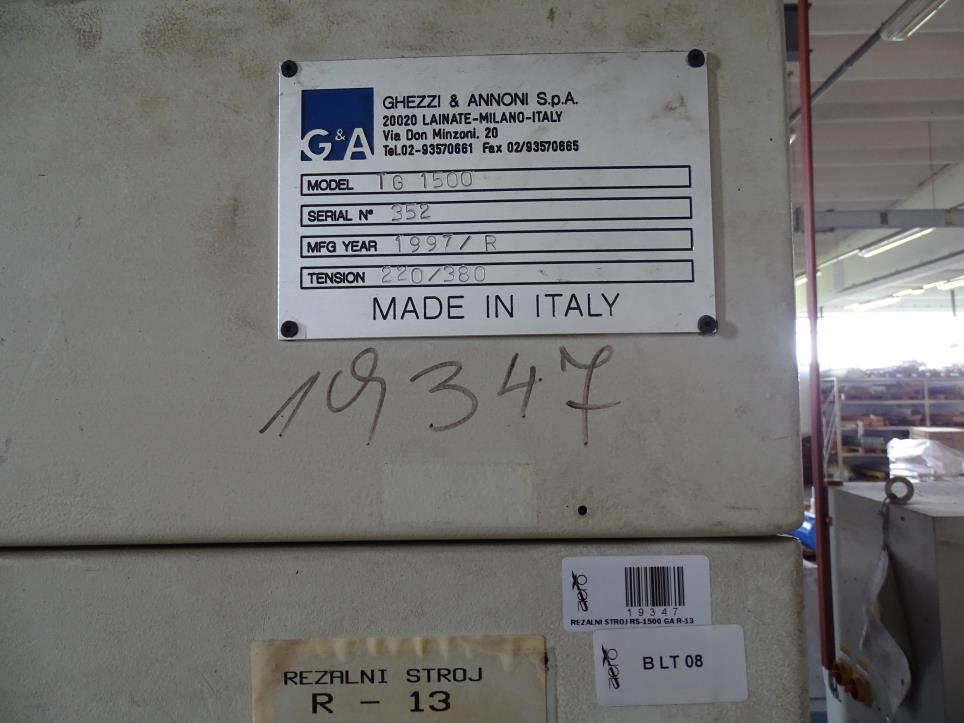 G&A
GHEZZI & ANNONI S.p.A.
20020 LAINATE-MILANO-ITALY
Via Don Minzoni, 20
Tel.02-93570661 Fax 02/93570665
MODEL TG 1500
SERIAL N° 352
MFG YEAR 1997/R
TENSION 220/380
MADE IN ITALY
19347
aero
19347
REZALNI STROJ RS-1500 GA R-13
aero
BLT 08
REZALNI STROJ
R - 13